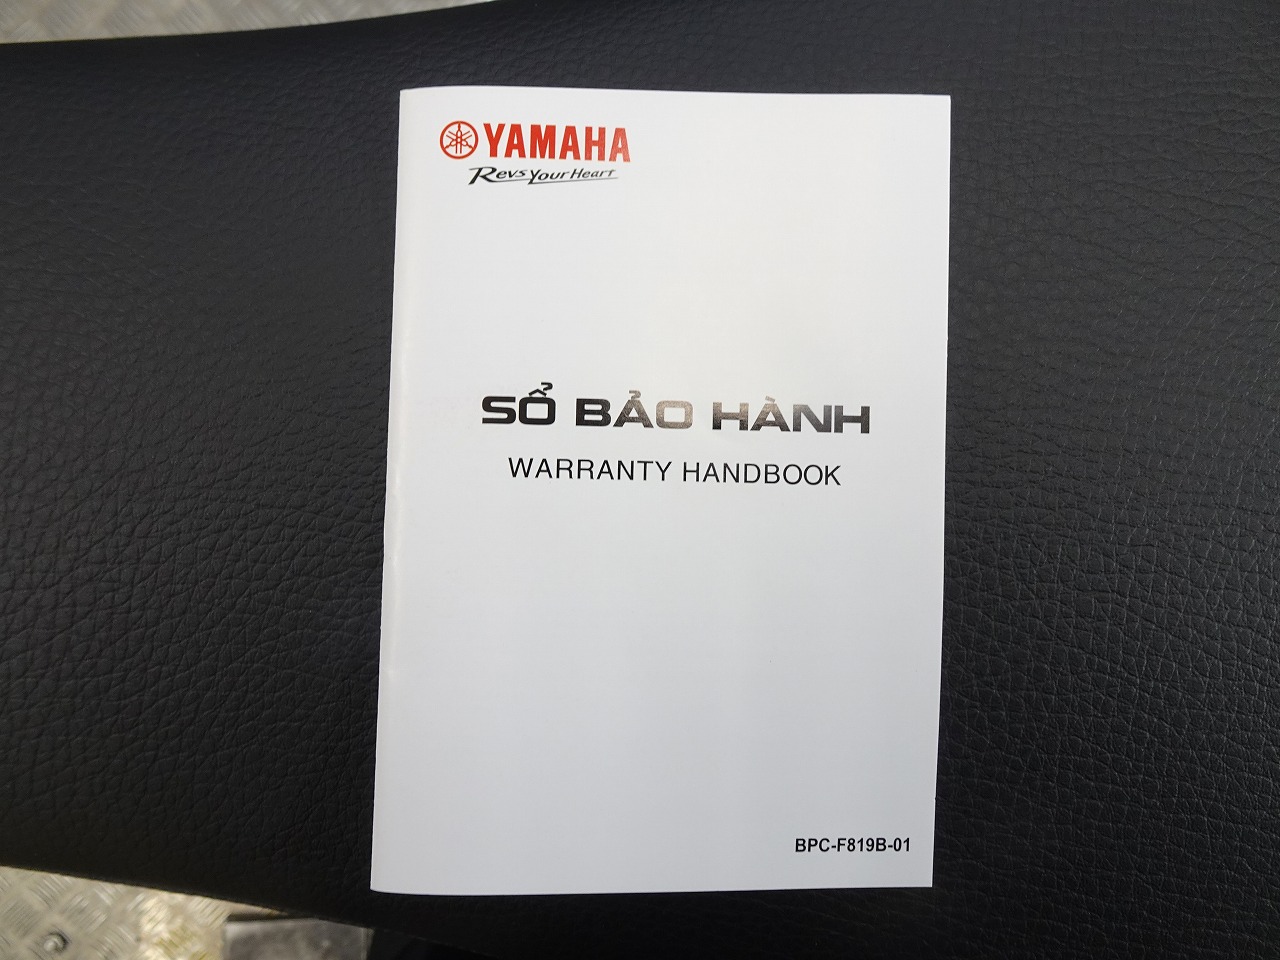 YAMAHA
Revs Your Heart
SỔ BẢO HÀNH
WARRANTY HANDBOOK
BPC-F819B-01